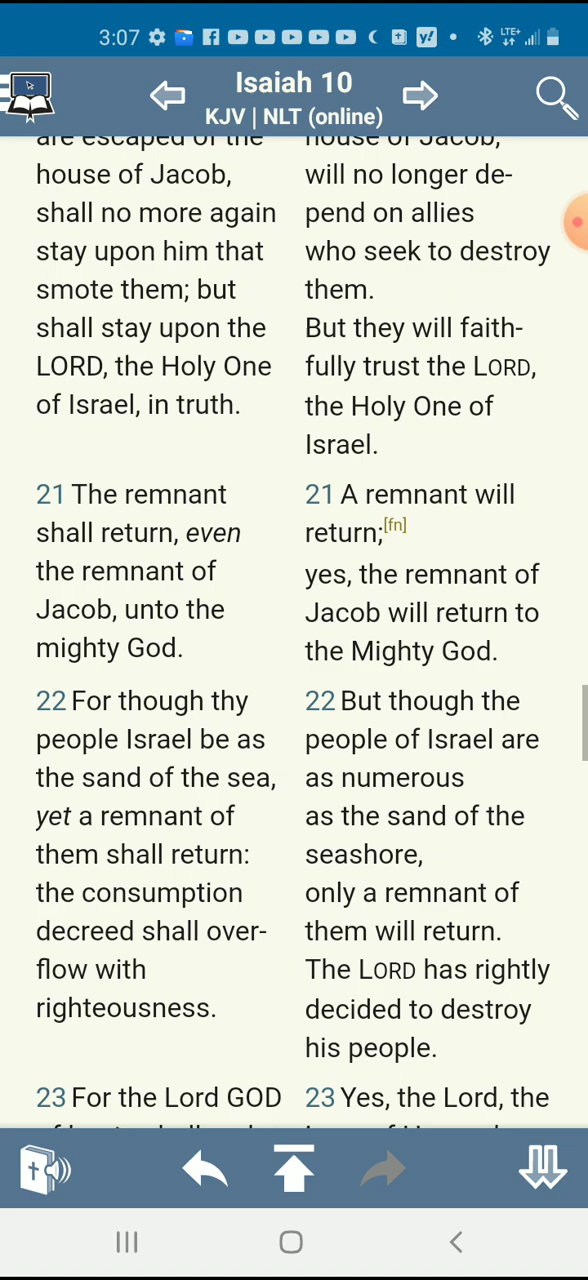 3:07
LTE+
y!
Isaiah 10
KJV | NLT (online)
are escaped of the
house of Jacob,
shall no more again
stay upon him that
smote them; but
shall stay upon the
LORD, the Holy One
of Israel, in truth.
house of Jacob,
will no longer de-
pend on allies
who seek to destroy
them.
But they will faith-
fully trust the LORD,
the Holy One of
Israel.
21 The remnant
shall return, even
the remnant of
Jacob, unto the
mighty God.
21 A remnant will
return;[fn]
yes, the remnant of
Jacob will return to
the Mighty God.
22 For though thy
people Israel be as
the sand of the sea,
yet a remnant of
them shall return:
the consumption
decreed shall over-
flow with
righteousness.
22 But though the
people of Israel are
as numerous
as the sand of the
seashore,
only a remnant of
them will return.
The LORD has rightly
decided to destroy
his people.
23 For the Lord GOD
23 Yes, the Lord, the